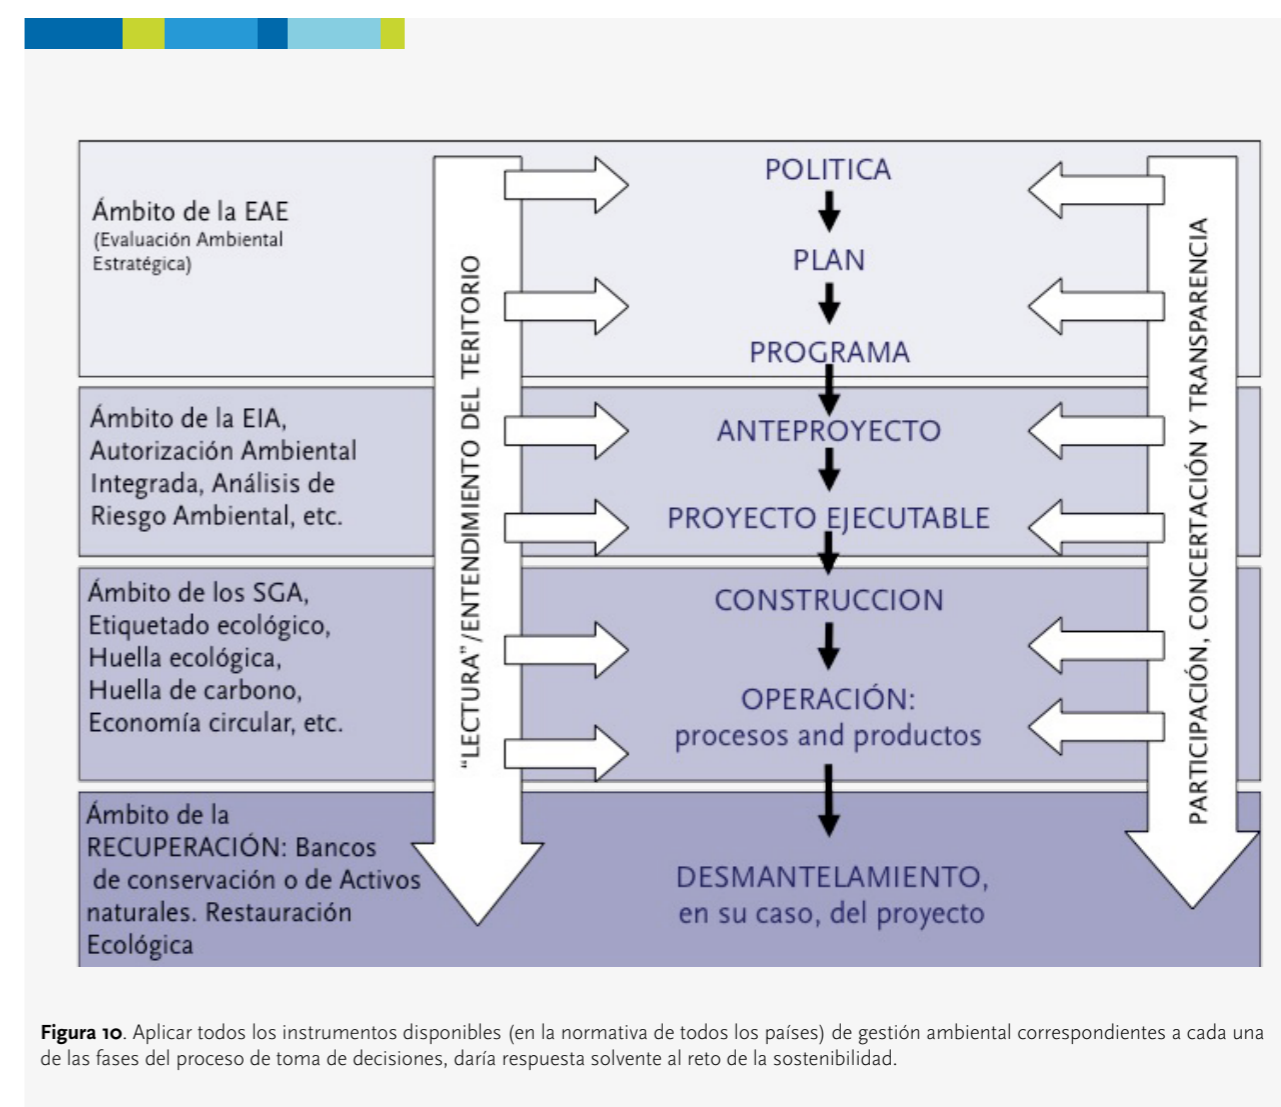 Ámbito de la EAE
(Evaluación Ambiental
Estratégica)
"LECTURA"/ENTENDIMIENTO DEL TERITORIO
POLITICA
PLAN
PROGRAMA
PARTICIPACIÓN, CONCERTACIÓN Y TRANSPARENCIA
Ámbito de la EIA,
Autorización Ambiental
Integrada, Análisis de
Riesgo Ambiental, etc.
ANTEPROYECTO
PROYECTO EJECUTABLE
Ámbito de los SGA,
Etiquetado ecológico,
Huella ecológica,
Huella de carbono,
Economía circular, etc.
CONSTRUCCION
OPERACIÓN:
procesos and productos
Ámbito de la
RECUPERACIÓN: Bancos
de conservación o de Activos
naturales. Restauración
Ecológica
DESMANTELAMIENTO,
en su caso, del proyecto
Figura 10. Aplicar todos los instrumentos disponibles (en la normativa de todos los países) de gestión ambiental correspondientes a cada una
de las fases del proceso de toma de decisiones, daría respuesta solvente al reto de la sostenibilidad.